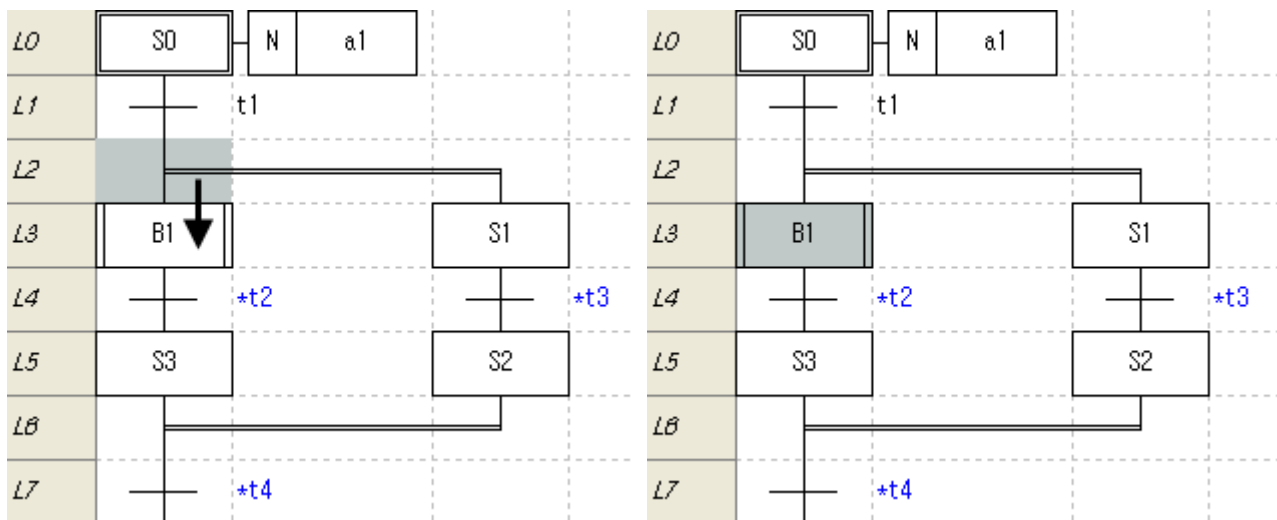 L0 S0 N a1
L1 t1
L2
L3 B1 S1
L4 *t2 *t3
L5 S3 S2
L6
L7 *t4
L0 S0 N a1
L1 t1
L2
L3 B1 S1
L4 *t2 *t3
L5 S3 S2
L6
L7 *t4